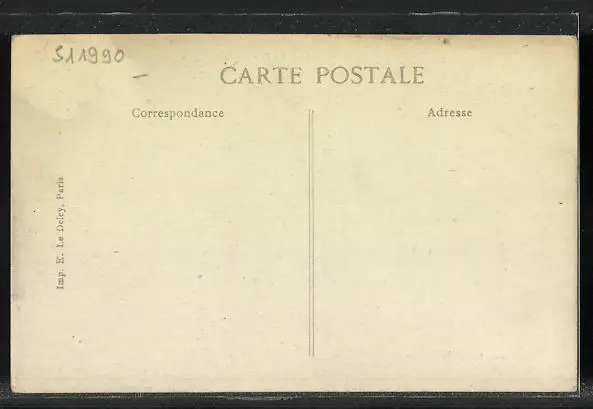 S11990
CARTE POSTALE
Correspondance
Adresse
Imp. E. Le Deley, Paris